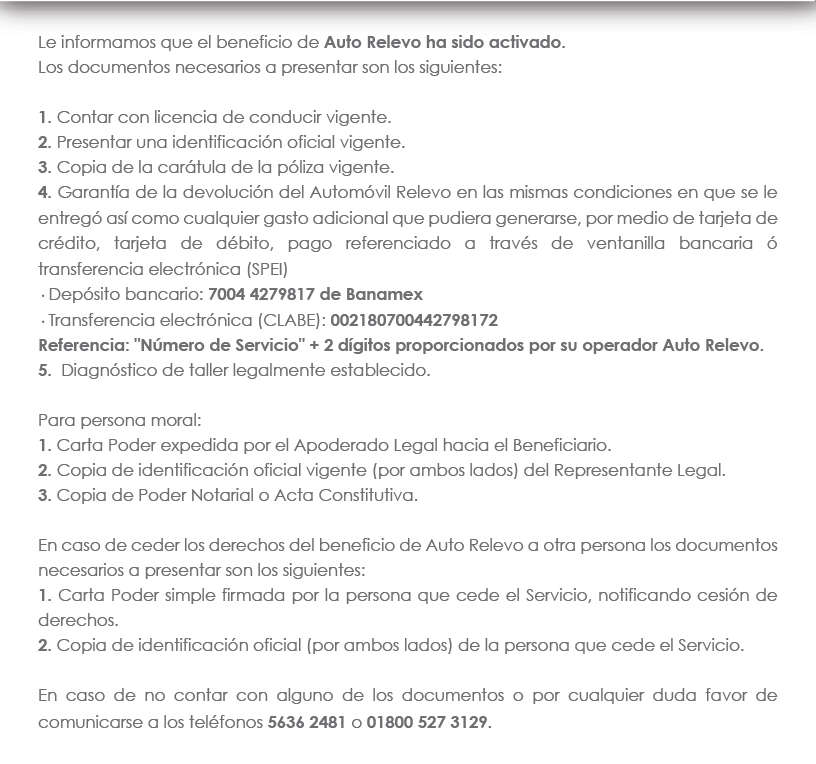 Le informamos que el beneficio de Auto Relevo ha sido activado.
Los documentos necesarios a presentar son los siguientes:
1. Contar con licencia de conducir vigente.
2. Presentar una identificación oficial vigente.
3. Copia de la carátula de la póliza vigente.
4. Garantía de la devolución del Automóvil Relevo en las mismas condiciones en que se le
entregó así como cualquier gasto adicional que pudiera generarse, por medio de tarjeta de
crédito, tarjeta de débito, pago referenciado a través de ventanilla bancaria ó
transferencia electrónica (SPEI)
· Depósito bancario: 7004 4279817 de Banamex
· Transferencia electrónica (CLABE): 002180700442798172
Referencia: "Número de Servicio" + 2 dígitos proporcionados por su operador Auto Relevo.
5. Diagnóstico de taller legalmente establecido.
Para persona moral:
1. Carta Poder expedida por el Apoderado Legal hacia el Beneficiario.
2. Copia de identificación oficial vigente (por ambos lados) del Representante Legal.
3. Copia de Poder Notarial o Acta Constitutiva.
En caso de ceder los derechos del beneficio de Auto Relevo a otra persona los documentos
necesarios a presentar son los siguientes:
1. Carta Poder simple firmada por la persona que cede el Servicio, notificando cesión de
derechos.
2. Copia de identificación oficial (por ambos lados) de la persona que cede el Servicio.
En caso de no contar con alguno de los documentos o por cualquier duda favor de
comunicarse a los teléfonos 5636 2481 o 01800 527 3129.